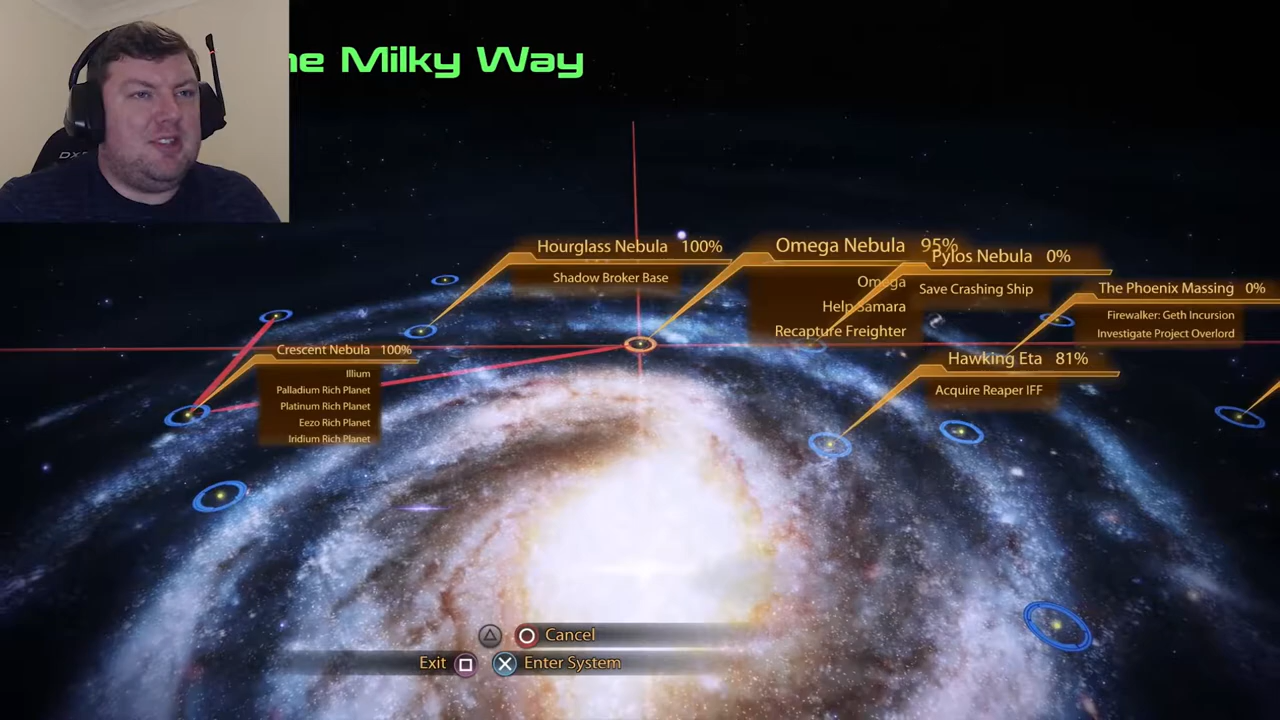 ne Milky Way
Hourglass Nebula 100%
Shadow Broker Base
Omega Nebula 95%
Omega
Help Samara
Recapture Freighter
Pylos Nebula 0%
Save Crashing Ship
The Phoenix Massing 0%
Firewalker: Geth Incursion
Investigate Project Overlord
Crescent Nebula 100%
Illium
Palladium Rich Planet
Platinum Rich Planet
Eezo Rich Planet
Iridium Rich Planet
Hawking Eta 81%
Acquire Reaper IFF
Cancel
Exit
Enter System